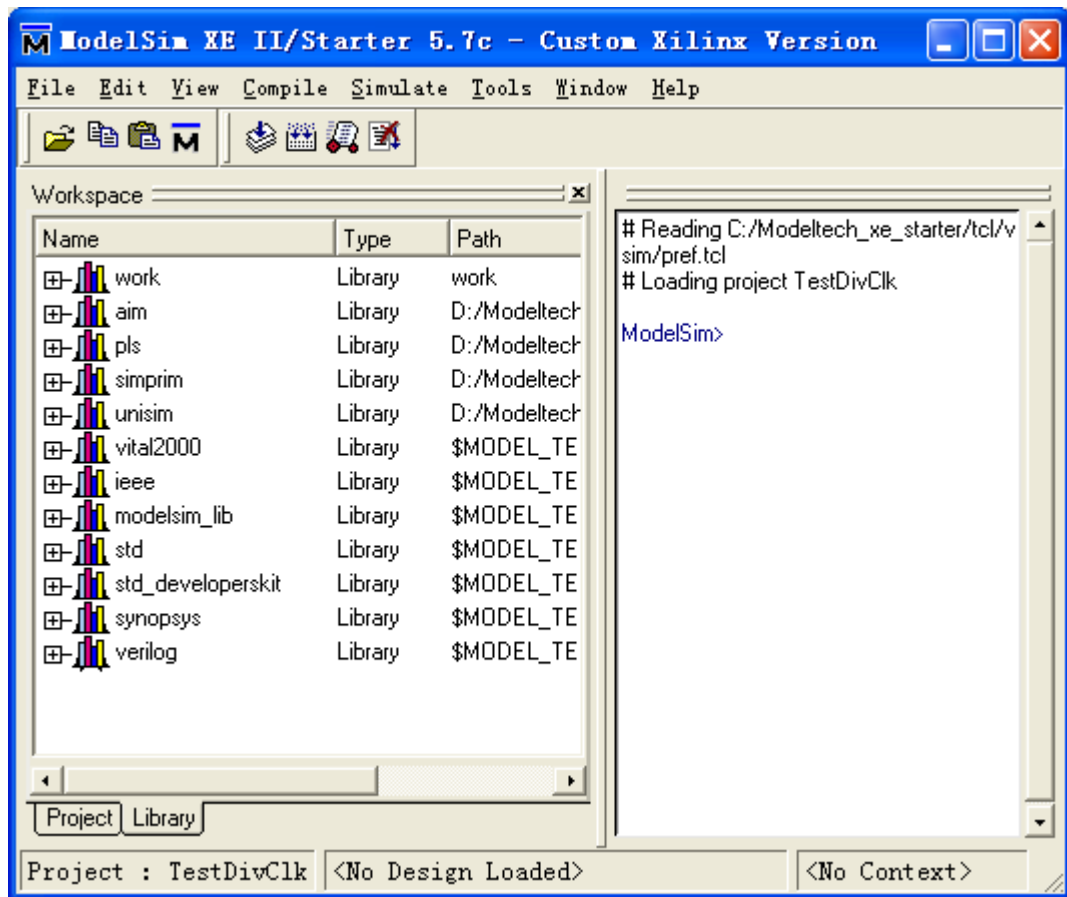 ModelSim XE II/Starter 5.7c - Custom Xilinx Version
File Edit View Compile Simulate Tools Window Help
Workspace
Name Type Path
work Library work
aim Library D:/Modeltech
pls Library D:/Modeltech
simprim Library D:/Modeltech
unisim Library D:/Modeltech
vital2000 Library $MODEL_TE
ieee Library $MODEL_TE
modelsim_lib Library $MODEL_TE
std Library $MODEL_TE
std_developerskit Library $MODEL_TE
synopsys Library $MODEL_TE
verilog Library $MODEL_TE
Project Library
# Reading C:/Modeltech_xe_starter/tcl/v
sim/pref.tcl
# Loading project TestDivClk
ModelSim>
Project : TestDivClk <No Design Loaded> <No Context>